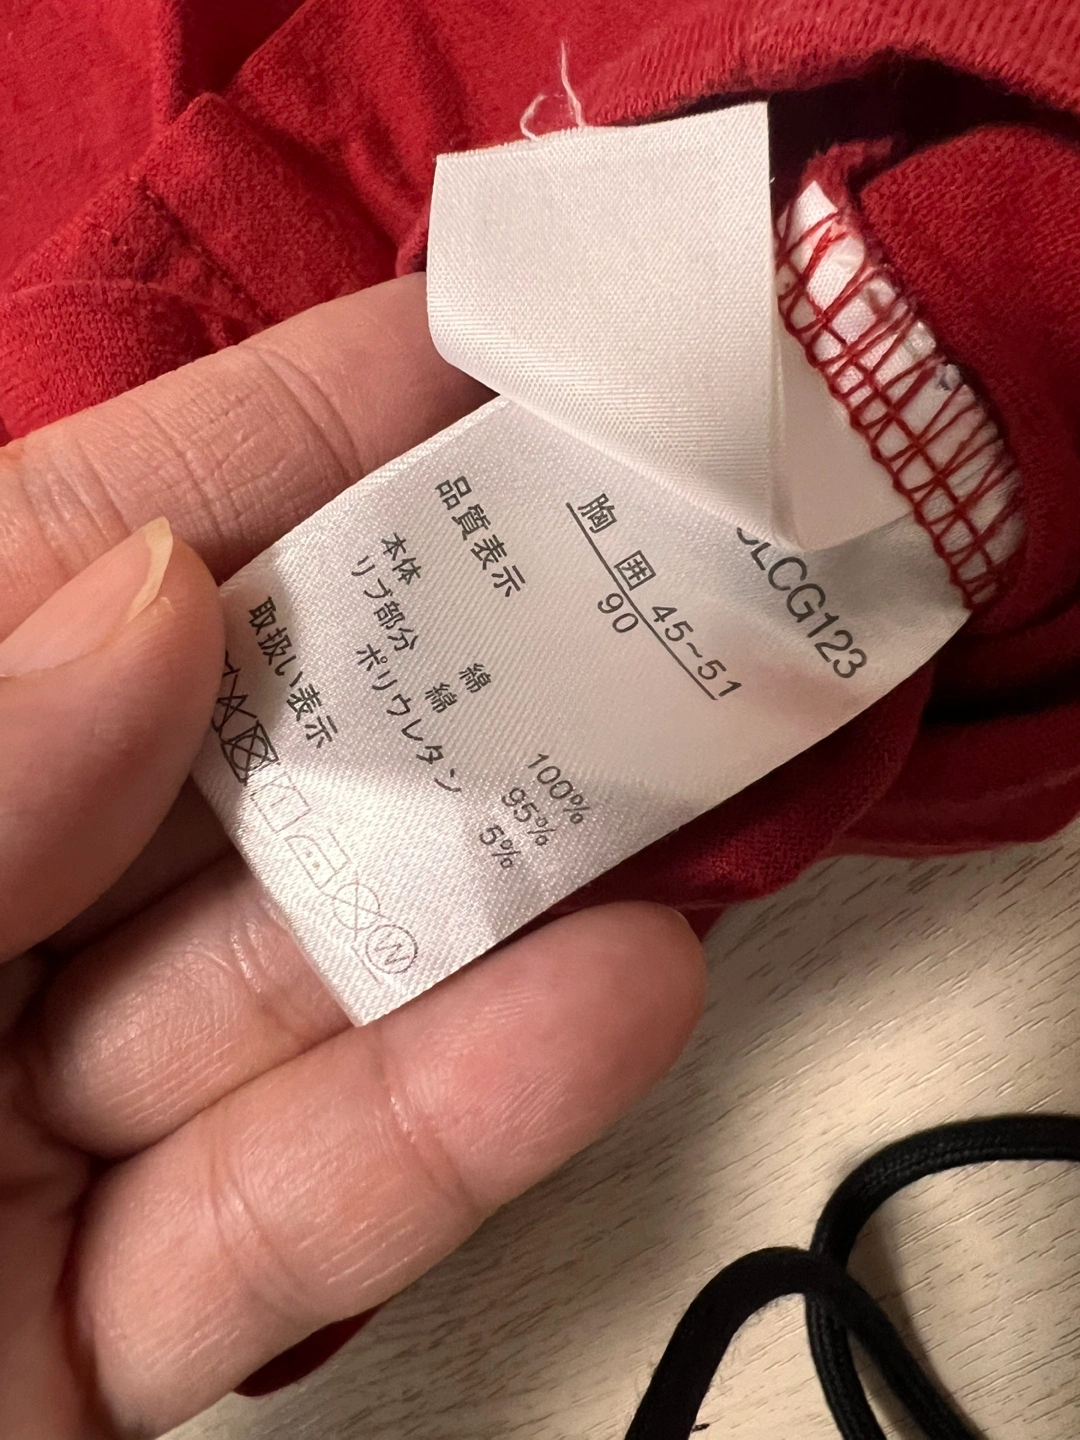 LCG123
胸囲 45~51
90
品質表示
本体 綿 100%
リブ部分 綿 95%
ポリウレタン 5%
取扱い表示
W